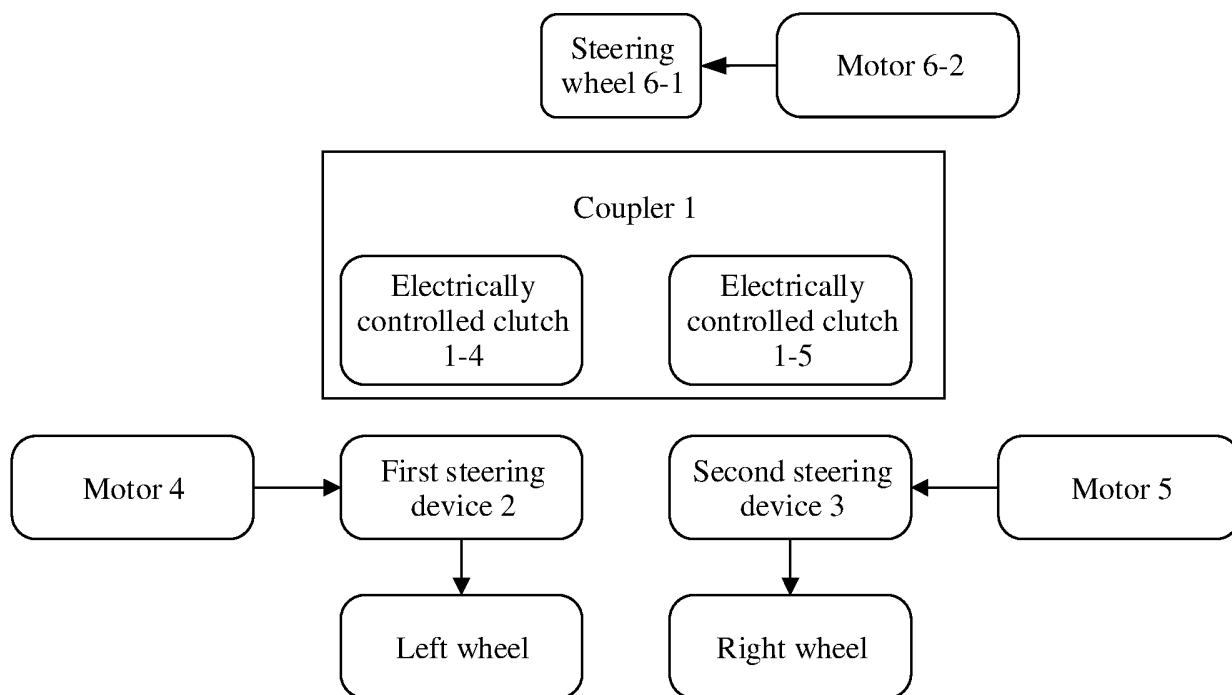 Steering
wheel 6-1
Motor 6-2
Coupler 1
Electrically
controlled clutch
1-4
Electrically
controlled clutch
1-5
Motor 4
First steering
device 2
Second steering
device 3
Motor 5
Left wheel
Right wheel